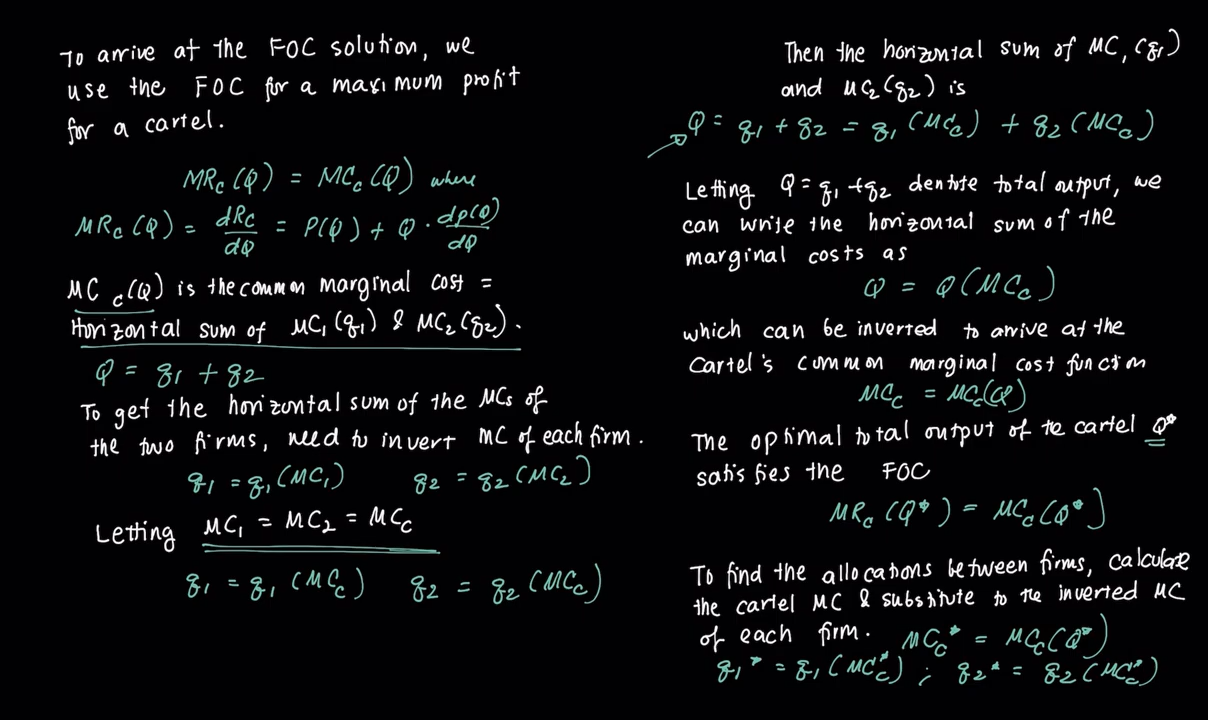 To arrive at the FOC solution, we
use the FOC for a maximum profit
for a cartel.
MRc(Q) = MCc(Q) where
MRc(Q) = dRc/dQ = P(Q) + Q · dp(Q)/dQ
MCc(Q) is the common marginal cost =
Horizontal sum of MC1(q1) & MC2(q2).
Q = q1 + q2
To get the horizontal sum of the MCs of
the two firms, need to invert MC of each firm.
q1 = q1(MC1) q2 = q2(MC2)
Letting MC1 = MC2 = MCc
q1 = q1(MCc) q2 = q2(MCc)
Then the horizontal sum of MC1(q1)
and MC2(q2) is
Q = q1 + q2 = q1(MCc) + q2(MCc)
Letting Q = q1 + q2 denote total output, we
can write the horizontal sum of the
marginal costs as
Q = Q(MCc)
which can be inverted to arrive at the
Cartel's common marginal cost function
MCc = MCc(Q)
The optimal total output of the cartel Q*
satisfies the FOC
MRc(Q*) = MCc(Q*)
To find the allocations between firms, calculate
the cartel MC & substitute to the inverted MC
of each firm. MCc* = MCc(Q*)
q1* = q1(MCc*) ; q2* = q2(MCc*)